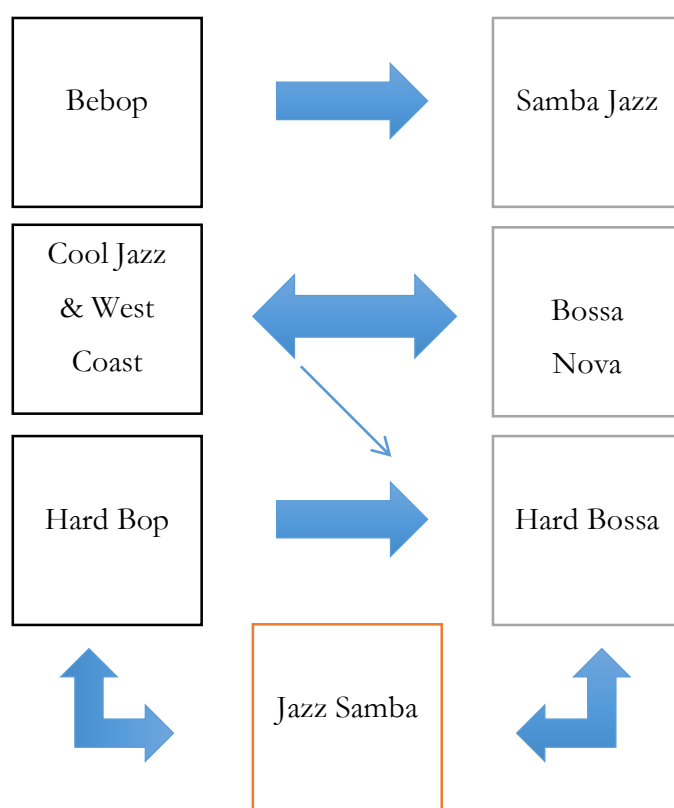 Bebop
Samba Jazz
Cool Jazz
& West
Coast
Bossa
Nova
Hard Bop
Hard Bossa
Jazz Samba